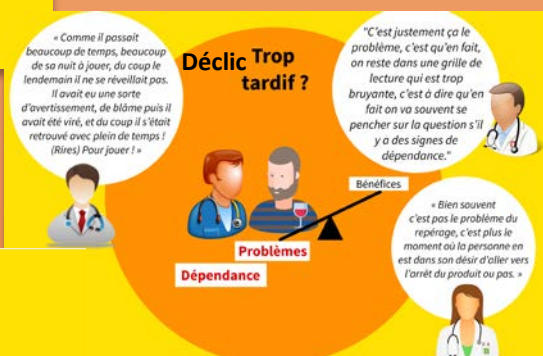 « Comme il passait
beaucoup de temps, beaucoup
de sa nuit à jouer, du coup le
lendemain il ne se réveillait pas.
Il avait eu une sorte
d'avertissement, de blâme puis il
avait été viré, et du coup il s'était
retrouvé avec plein de temps !
(Rires) Pour jouer ! »
Déclic Trop
tardif ?
"C'est justement ça le
problème, c'est qu'en fait,
on reste dans une grille de
lecture qui est trop
bruyante, c'est à dire qu'en
fait on va souvent se
pencher sur la question s'il
y a des signes de
dépendance."
Bénéfices
Problèmes
Dépendance
« Bien souvent
c'est pas le problème du
repérage, c'est plus le
moment où la personne en
est dans son désir d'aller vers
l'arrêt du produit ou pas. »